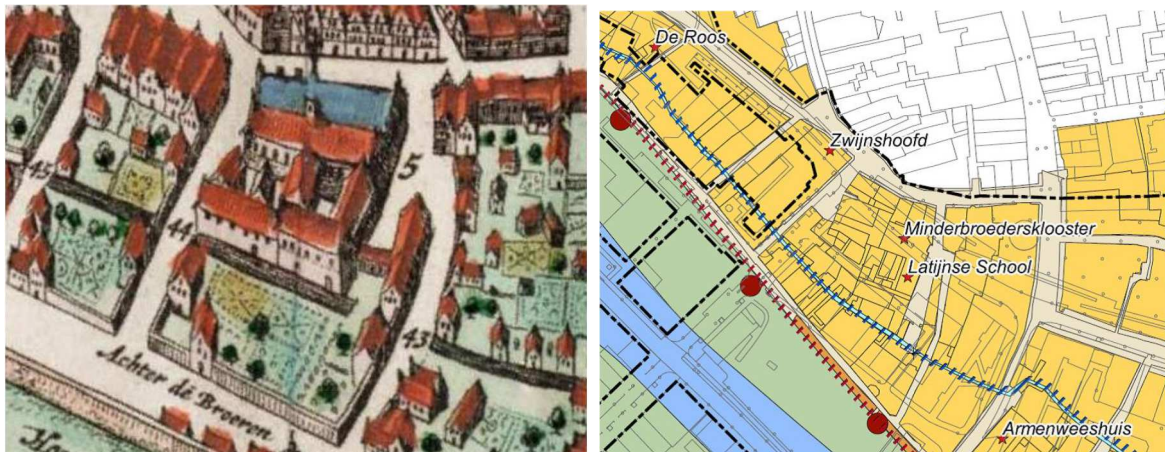 45
5
44
43
Achter de Broeren
De Roos
Zwijnshoofd
Minderbroedersklooster
Latijnse School
Armenweeshuis